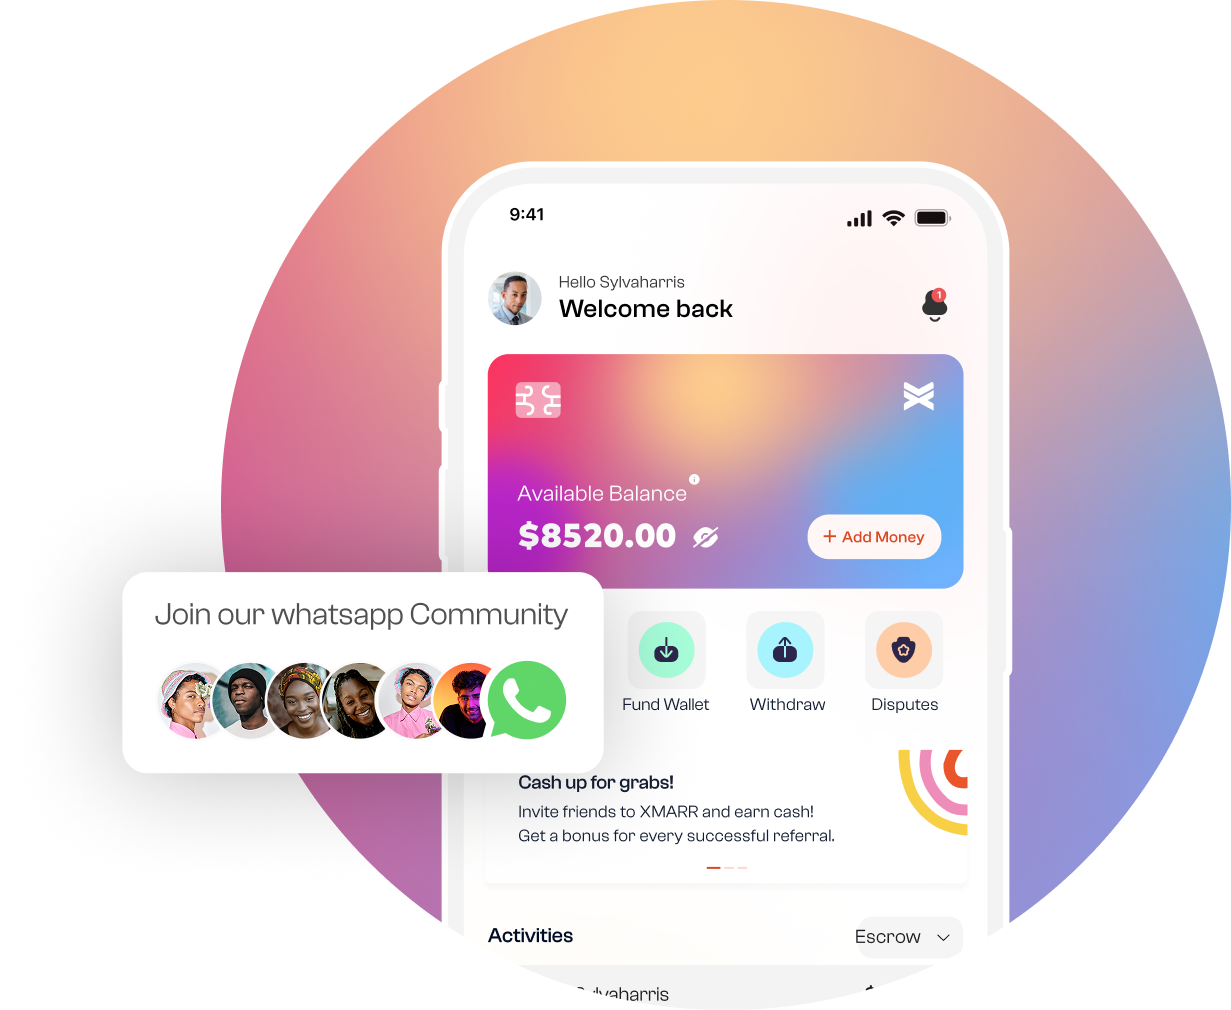 9:41
Hello Sylvaharris
Welcome back
1
Available Balance
$8520.00
+ Add Money
Join our whatsapp Community
Fund Wallet
Withdraw
Disputes
Cash up for grabs!
Invite friends to XMARR and earn cash!
Get a bonus for every successful referral.
Activities
Escrow